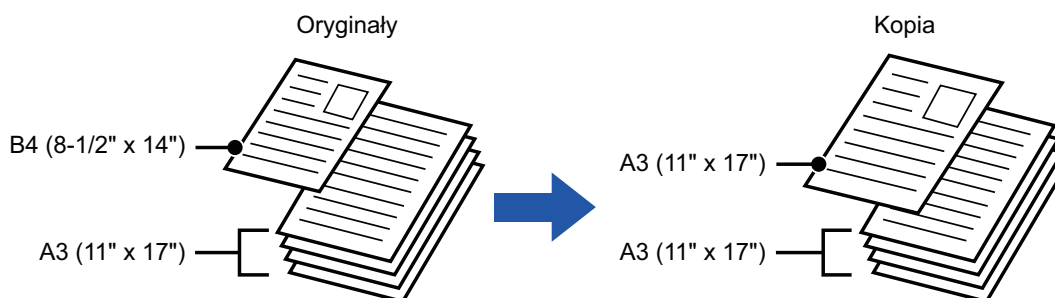 Oryginały
Kopia
B4 (8-1/2" x 14")
A3 (11" x 17")
A3 (11" x 17")
A3 (11" x 17")